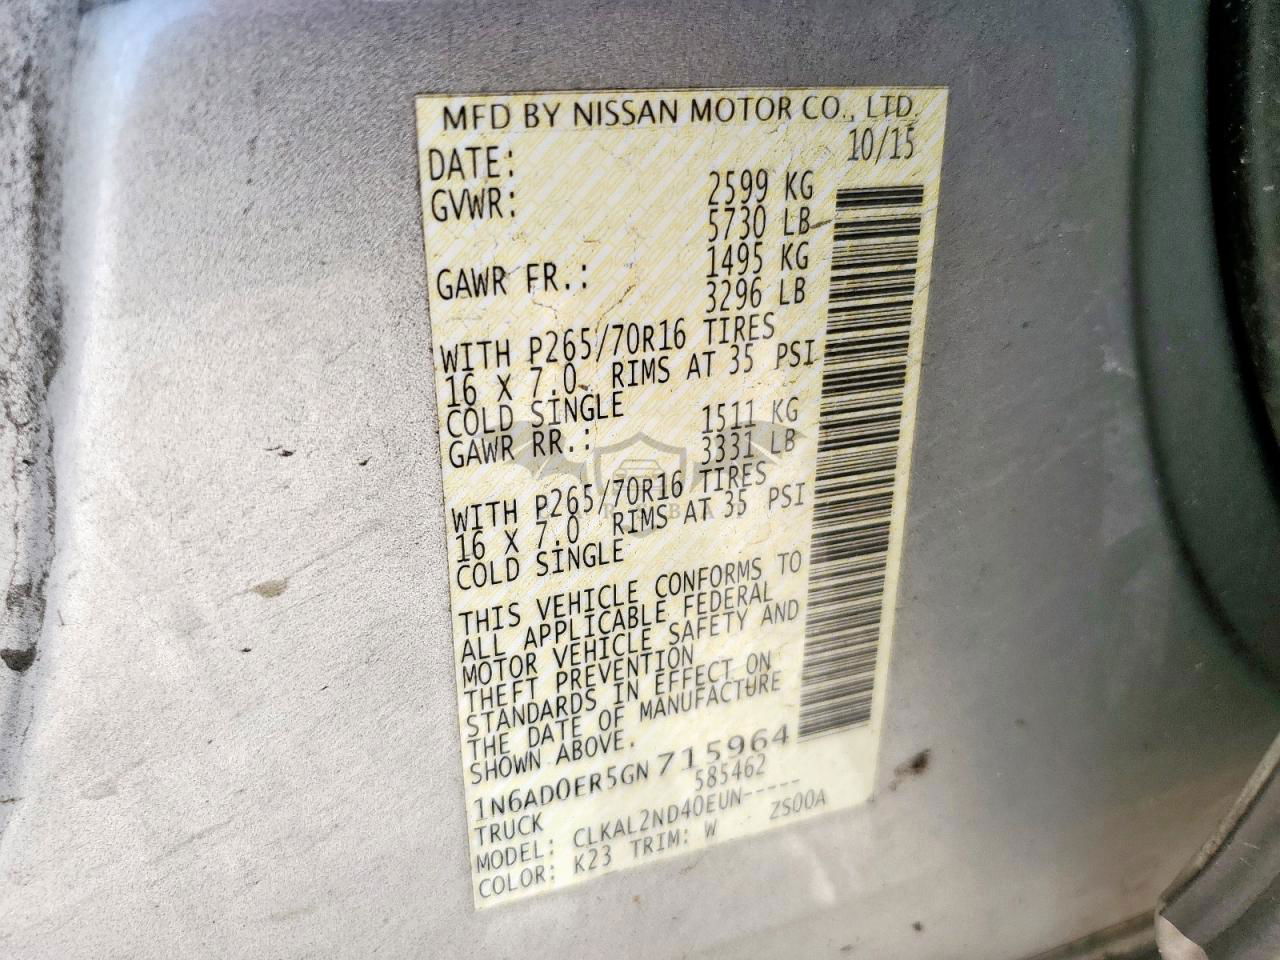 MFD BY NISSAN MOTOR CO., LTD.
DATE: 10/15
GVWR: 2599 KG
5730 LB
GAWR FR.: 1495 KG
3296 LB
WITH P265/70R16 TIRES
16 X 7.0 RIMS AT 35 PSI
COLD SINGLE
GAWR RR.: 1511 KG
3331 LB
WITH P265/70R16 TIRES
16 X 7.0 RIMS AT 35 PSI
COLD SINGLE
THIS VEHICLE CONFORMS TO
ALL APPLICABLE FEDERAL
MOTOR VEHICLE SAFETY AND
THEFT PREVENTION
STANDARDS IN EFFECT ON
THE DATE OF MANUFACTURE
SHOWN ABOVE.
1N6AD0ER5GN 715964
TRUCK 585462
MODEL: CLKAL2ND40EUN-----
COLOR: K23 TRIM: W ZS00A